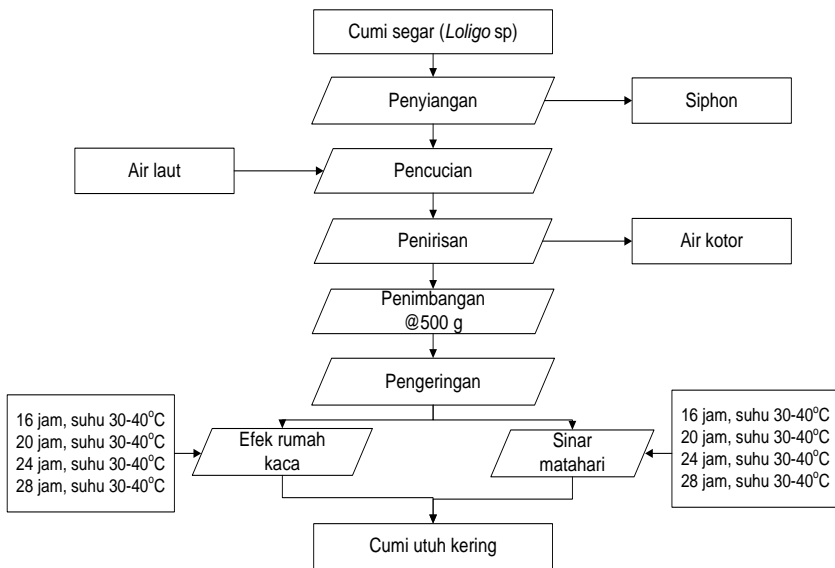 Cumi segar (Loligo sp)
Penyiangan
Siphon
Air laut
Pencucian
Penirisan
Air kotor
Penimbangan
@500 g
Pengeringan
16 jam, suhu 30-40°C
20 jam, suhu 30-40°C
24 jam, suhu 30-40°C
28 jam, suhu 30-40°C
Efek rumah
kaca
Sinar
matahari
16 jam, suhu 30-40°C
20 jam, suhu 30-40°C
24 jam, suhu 30-40°C
28 jam, suhu 30-40°C
Cumi utuh kering